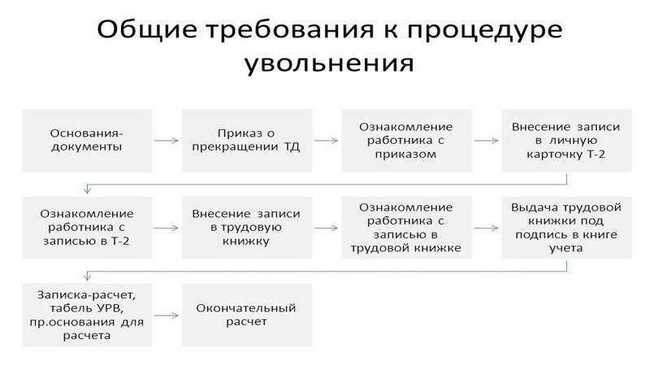 Общие требования к процедуре
увольнения
Основания-
документы
Приказ о
прекращении ТД
Ознакомление
работника с
приказом
Внесение записи
в личную
карточку Т-2
Ознакомление
работника с
записью в Т-2
Внесение записи
в трудовую
книжку
Ознакомление
работника с
записью в
трудовой книжке
Выдача трудовой
книжки под
подпись в книге
учета
Записка-расчет,
табель УРВ,
пр.основания для
расчета
Окончательный
расчет